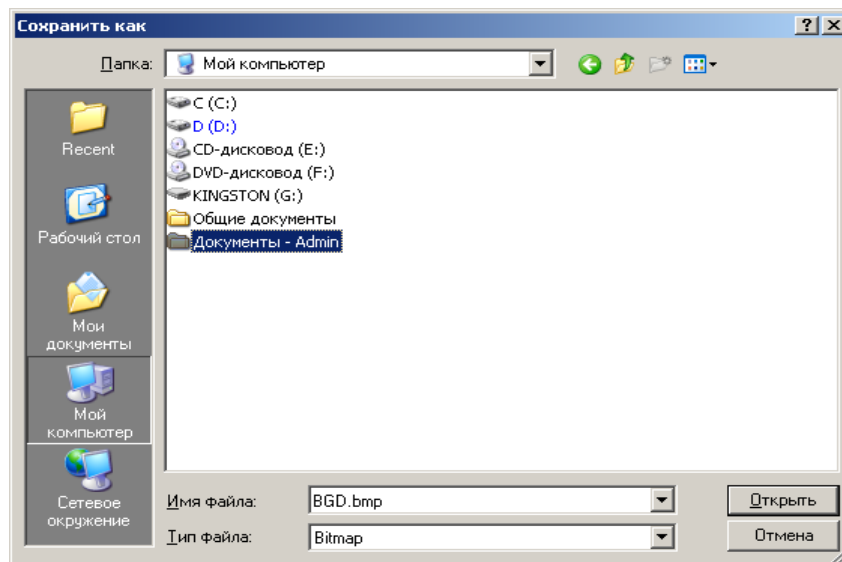 Сохранить как
Папка:
Мой компьютер
Recent
Рабочий стол
Мои
документы
Мой
компьютер
Сетевое
окружение
C (C:)
D (D:)
CD-дисковод (E:)
DVD-дисковод (F:)
KINGSTON (G:)
Общие документы
Документы - Admin
Имя файла:
BGD.bmp
Открыть
Тип файла:
Bitmap
Отмена